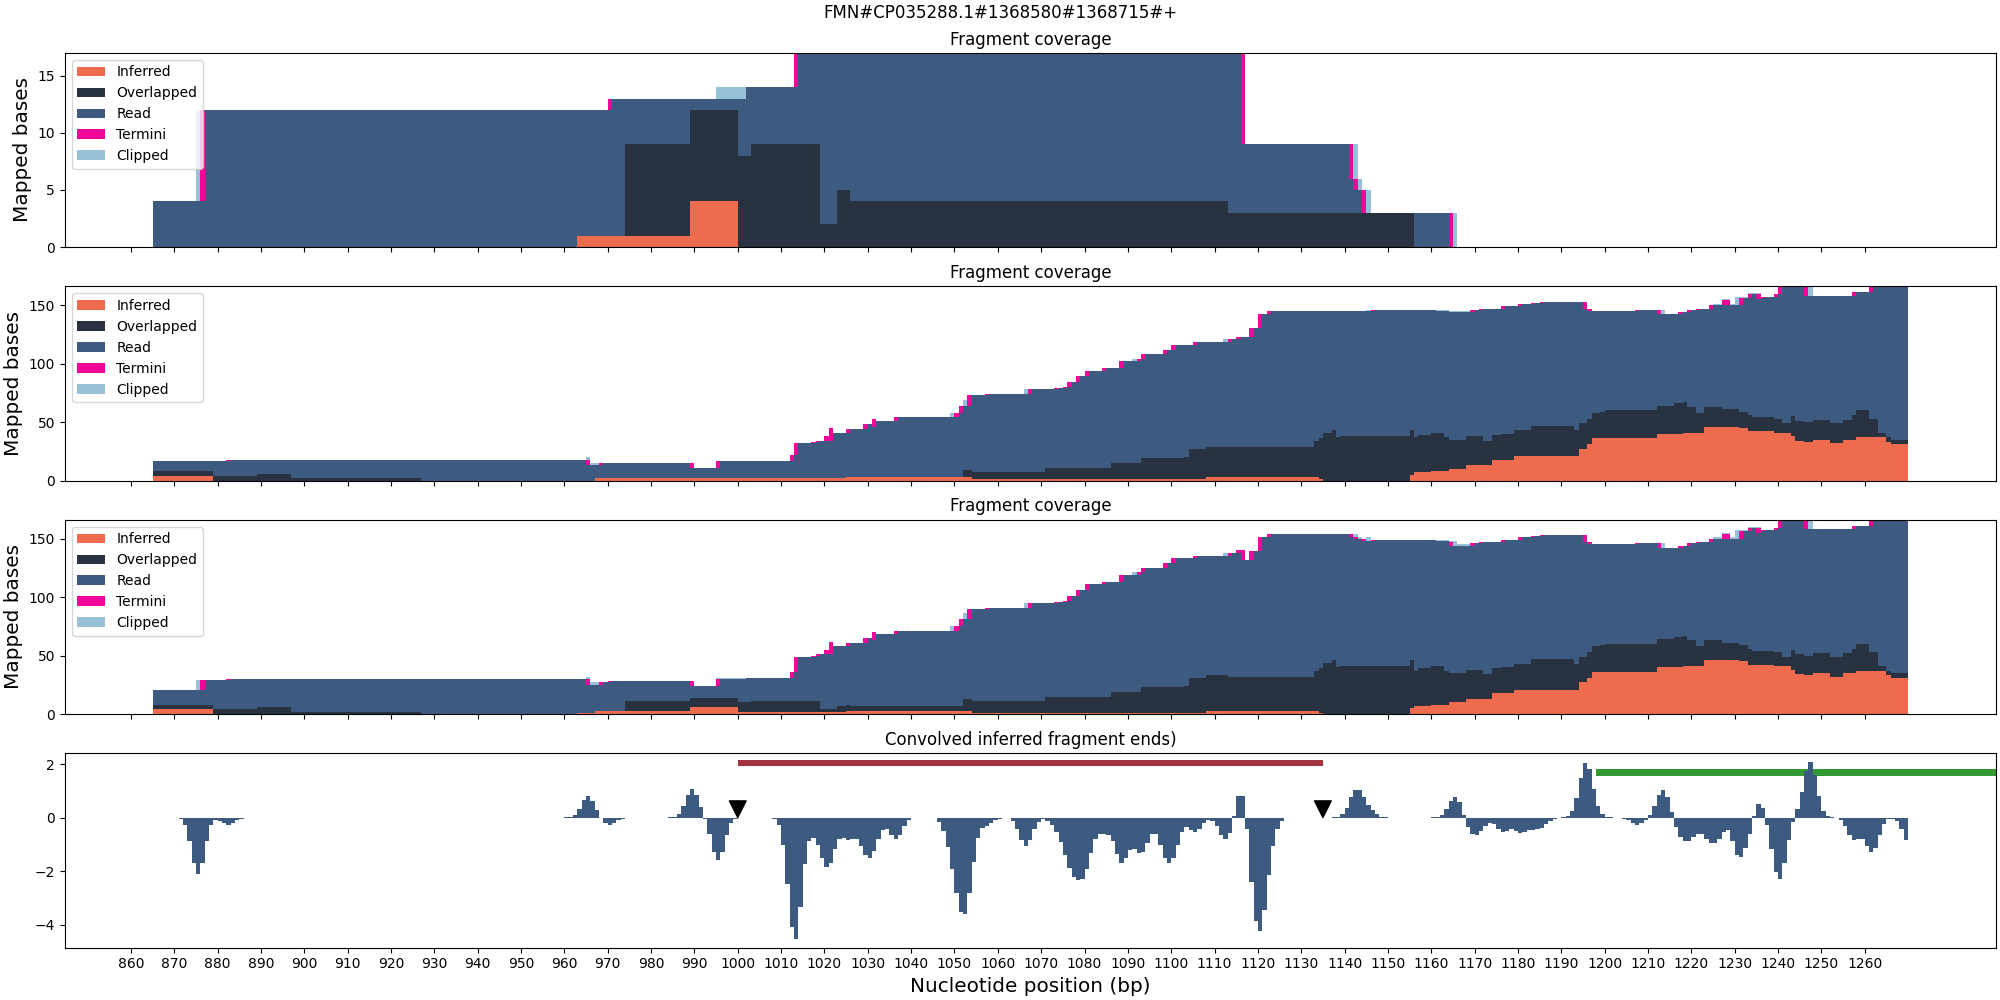 FMN#CP035288.1#1368580#1368715#+
Fragment coverage
Mapped bases
15
10
5
0
Inferred
Overlapped
Read
Termini
Clipped
Fragment coverage
Mapped bases
150
100
50
0
Inferred
Overlapped
Read
Termini
Clipped
Fragment coverage
Mapped bases
150
100
50
0
Inferred
Overlapped
Read
Termini
Clipped
Convolved inferred fragment ends)
2
0
−2
−4
860 870 880 890 900 910 920 930 940 950 960 970 980 990 1000 1010 1020 1030 1040 1050 1060 1070 1080 1090 1100 1110 1120 1130 1140 1150 1160 1170 1180 1190 1200 1210 1220 1230 1240 1250 1260
Nucleotide position (bp)